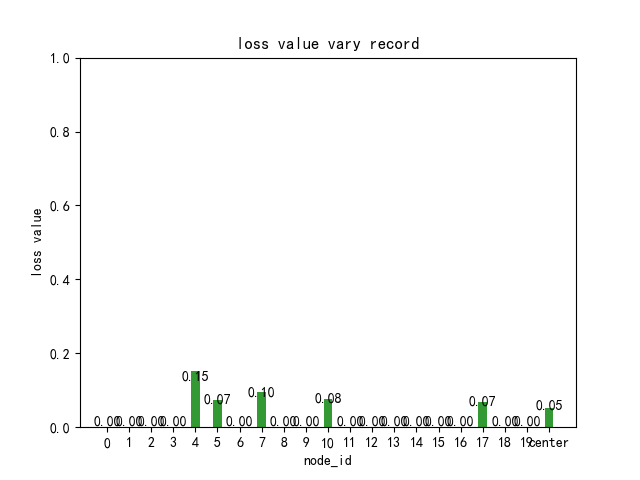 loss value vary record
loss value
1.0
0.8
0.6
0.4
0.2
0.0
0.00 0.00 0.00 0.00 0.15 0.07 0.00 0.10 0.00 0.00 0.08 0.00 0.00 0.00 0.00 0.00 0.00 0.07 0.00 0.00 0.05
0 1 2 3 4 5 6 7 8 9 10 11 12 13 14 15 16 17 18 19 center
node_id